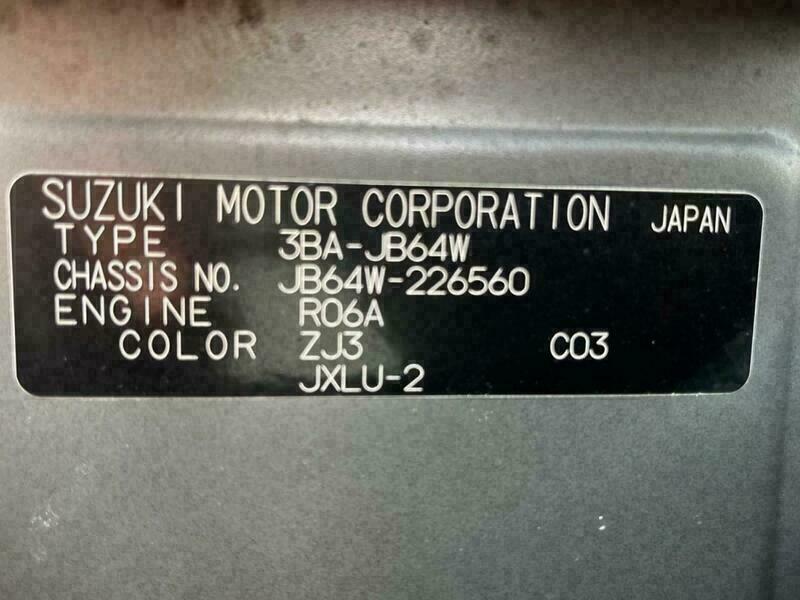 SUZUKI MOTOR CORPORATION JAPAN
TYPE 3BA-JB64W
CHASSIS NO. JB64W-226560
ENGINE R06A
COLOR ZJ3 C03
JXLU-2